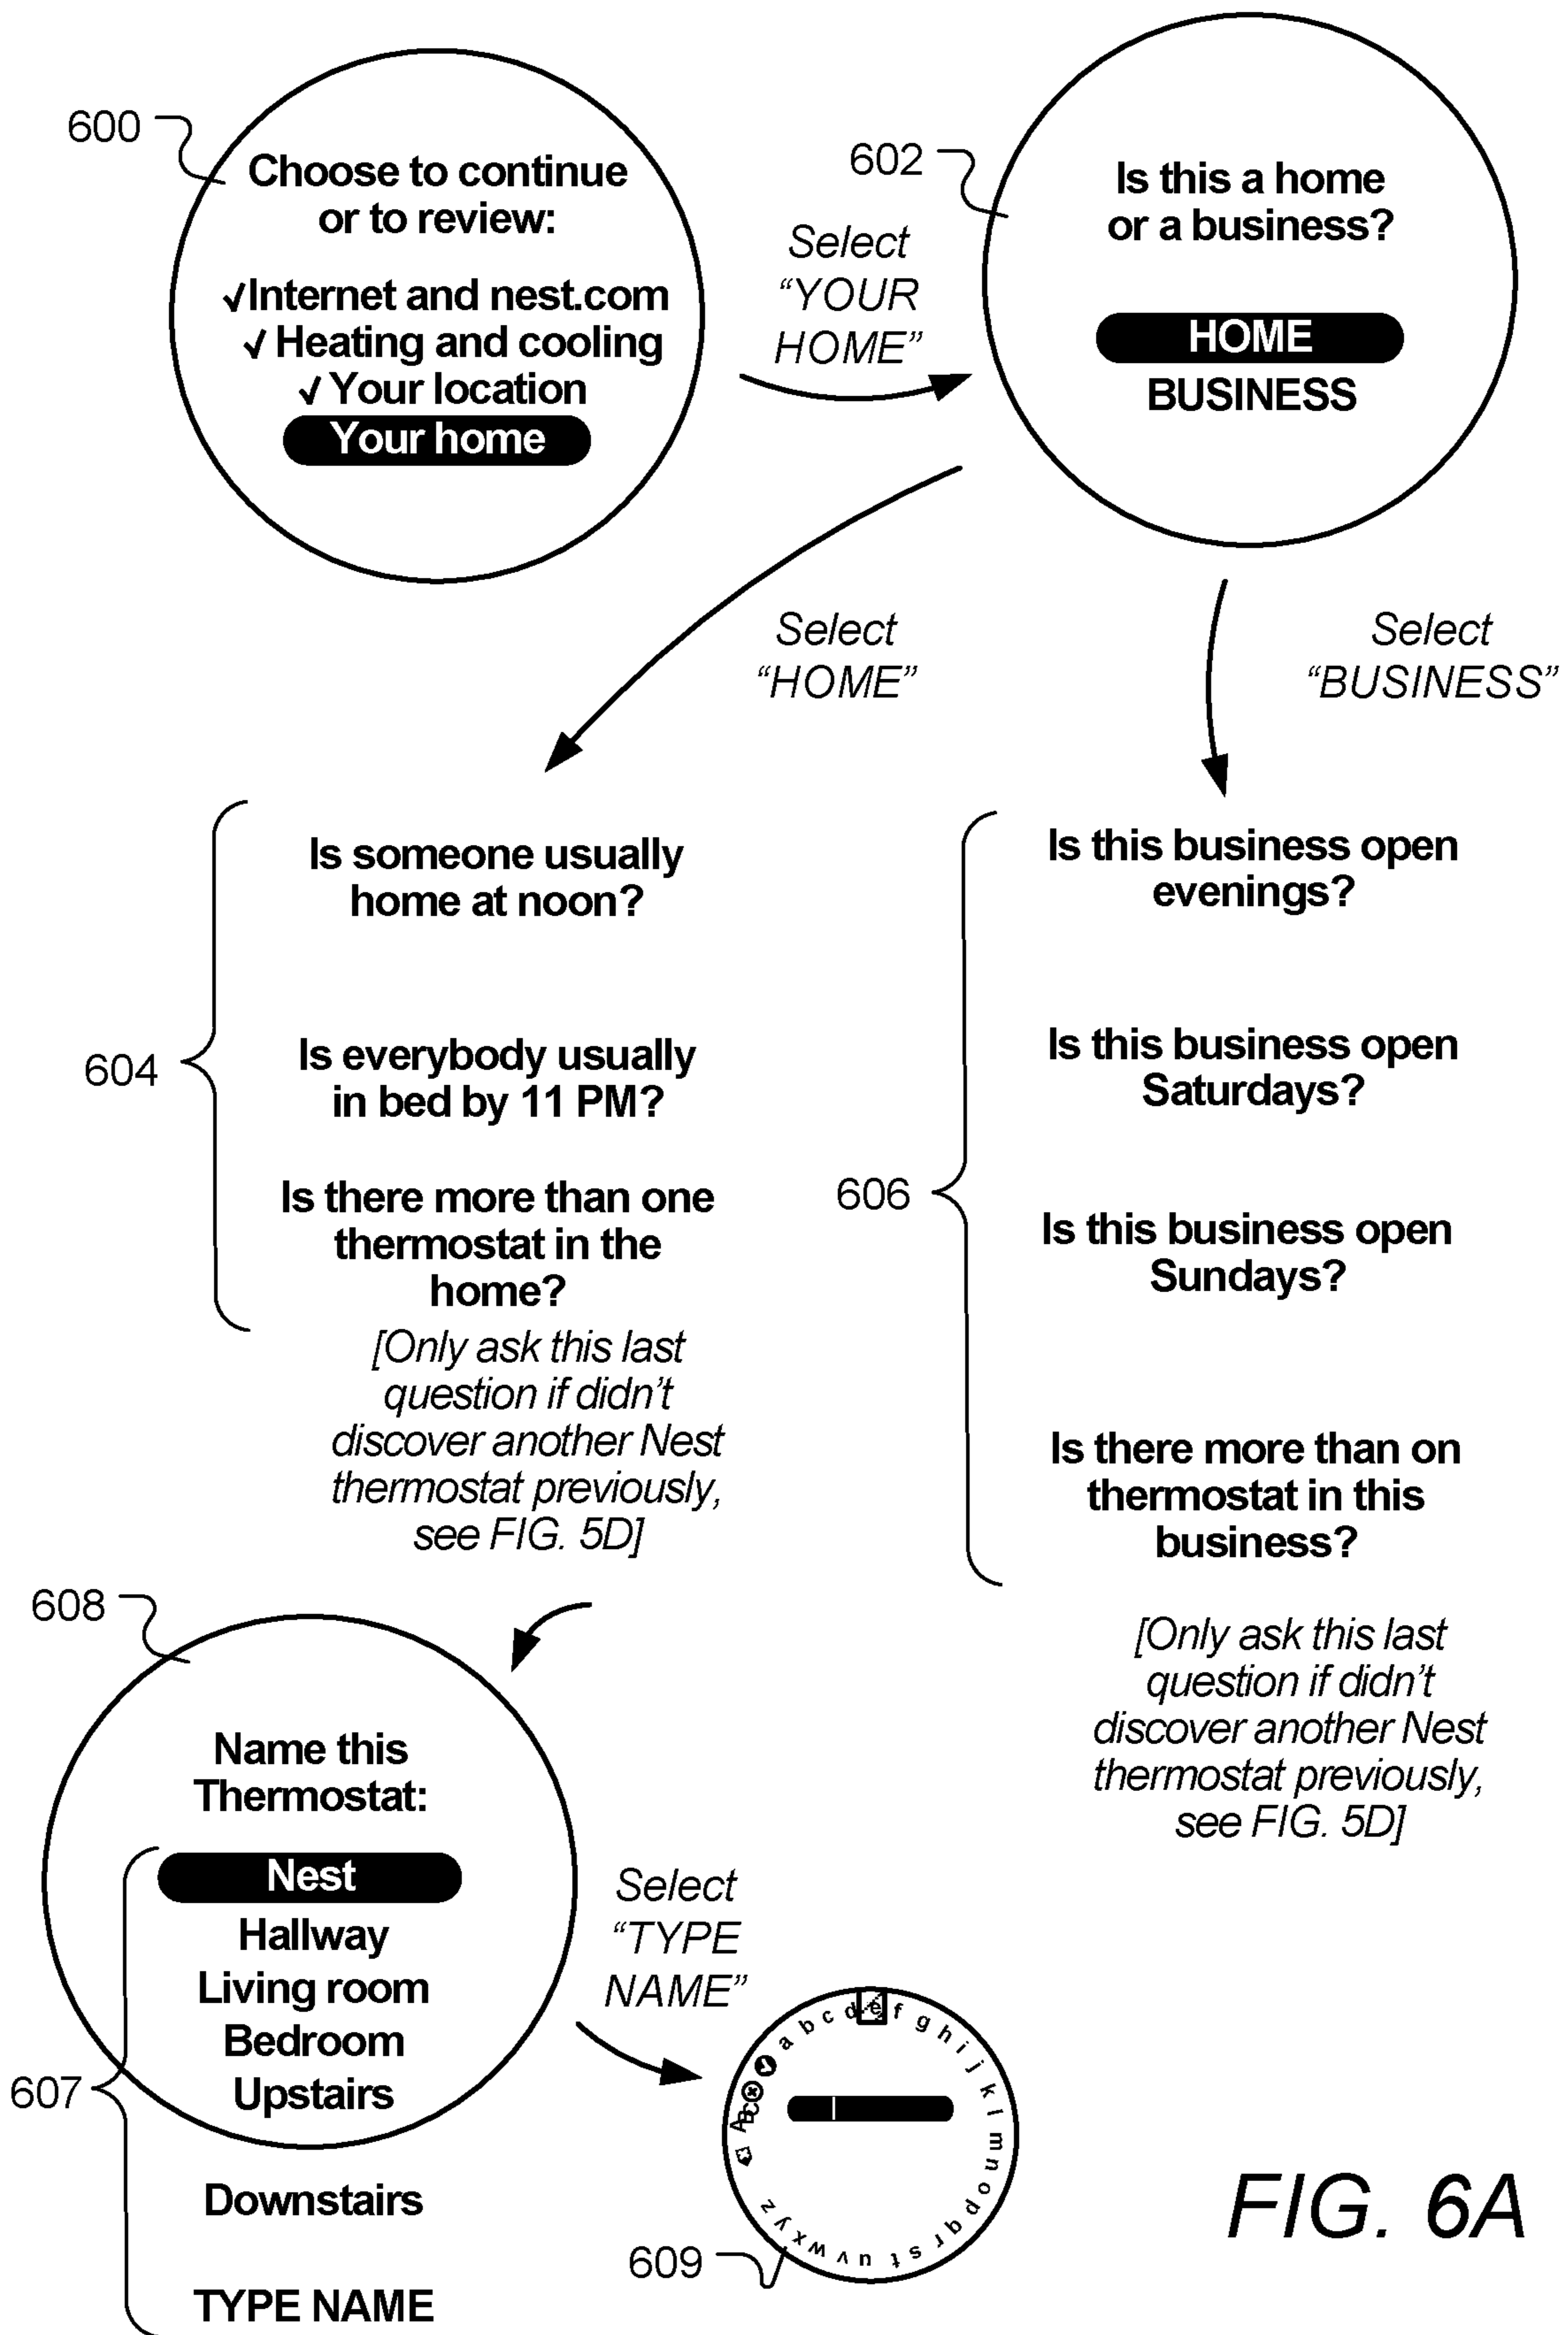 600
Choose to continue
or to review:
√Internet and nest.com
√ Heating and cooling
√ Your location
Your home
Select
“YOUR
HOME”
602
Is this a home
or a business?
HOME
BUSINESS
Select
“HOME”
Select
“BUSINESS”
604
Is someone usually
home at noon?
Is everybody usually
in bed by 11 PM?
Is there more than one
thermostat in the
home?
[Only ask this last
question if didn’t
discover another Nest
thermostat previously,
see FIG. 5D]
606
Is this business open
evenings?
Is this business open
Saturdays?
Is this business open
Sundays?
Is there more than on
thermostat in this
business?
[Only ask this last
question if didn’t
discover another Nest
thermostat previously,
see FIG. 5D]
608
Name this
Thermostat:
607
Nest
Hallway
Living room
Bedroom
Upstairs
Downstairs
TYPE NAME
Select
“TYPE
NAME”
a b c d e f g h i j k l m n o p q r s t u v w x y z
ABC
609
FIG. 6A